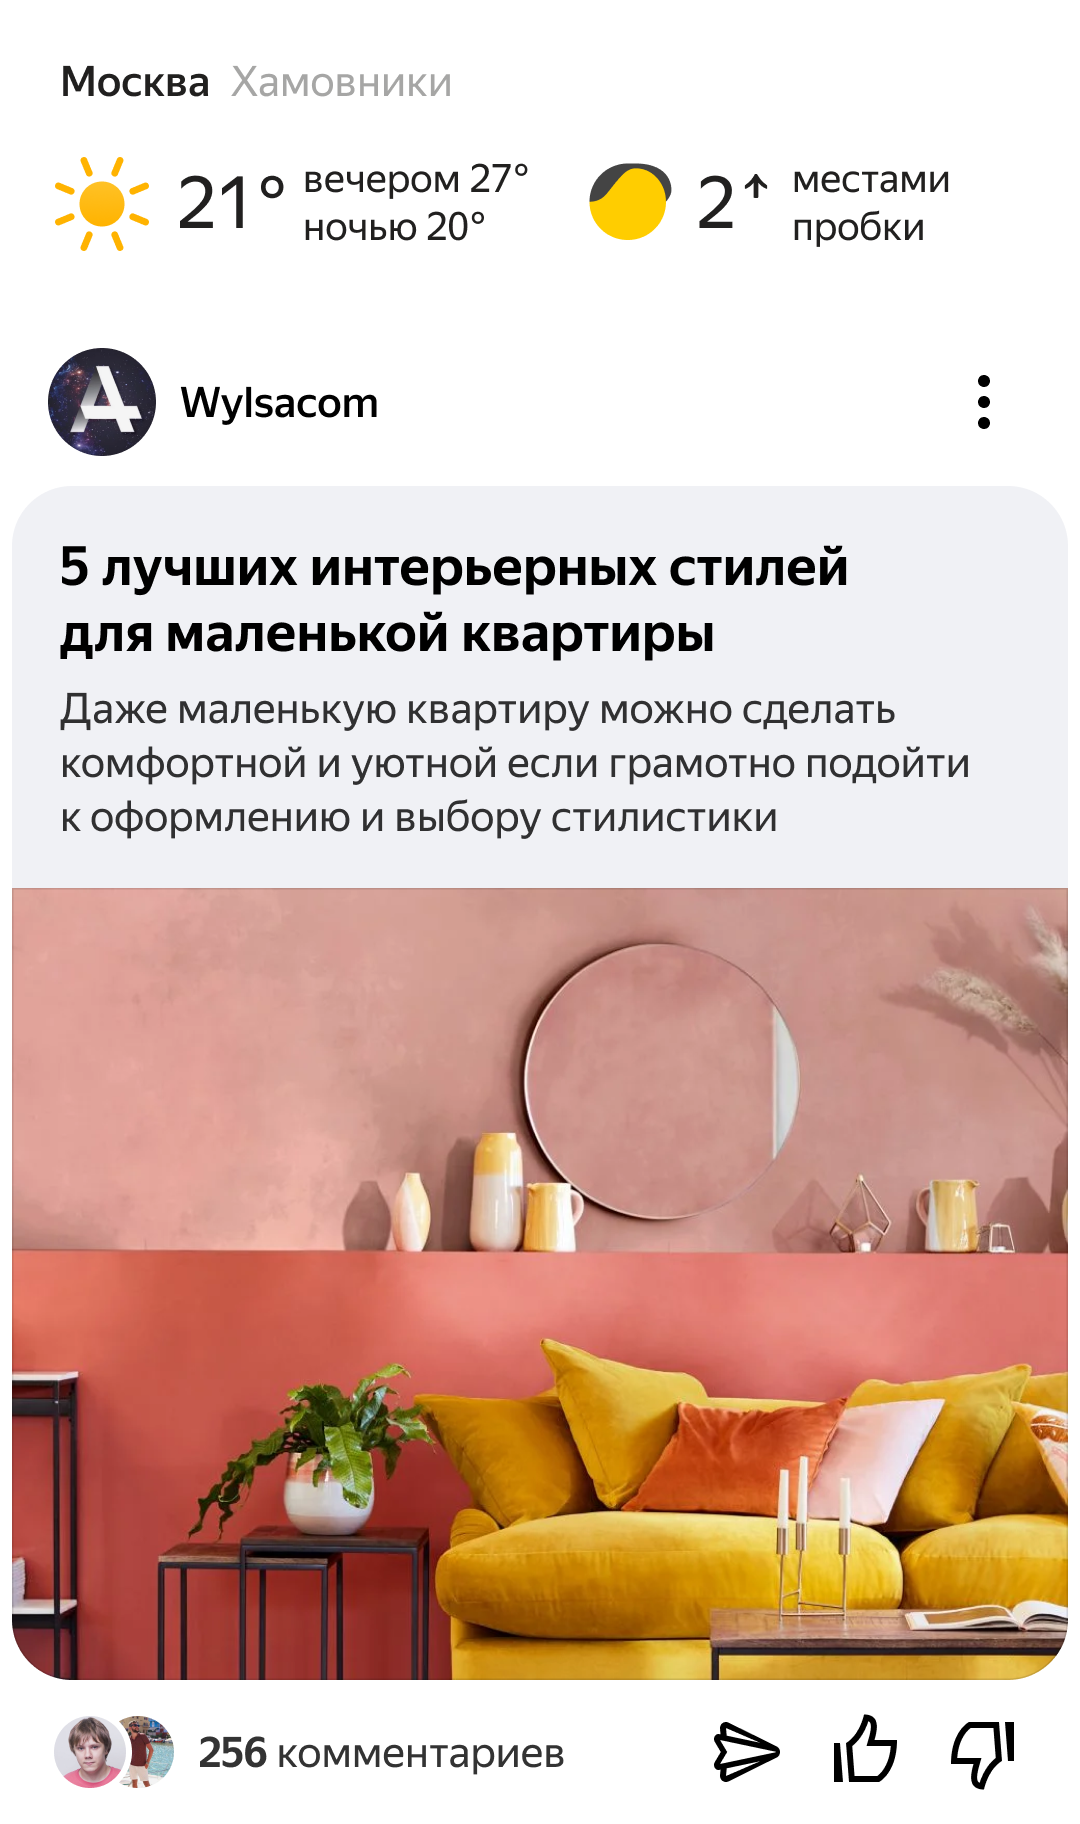 Москва Хамовники
21° вечером 27°
ночью 20°
2↑ местами
пробки
Wylsacom
5 лучших интерьерных стилей
для маленькой квартиры
Даже маленькую квартиру можно сделать
комфортной и уютной если грамотно подойти
к оформлению и выбору стилистики
256 комментариев